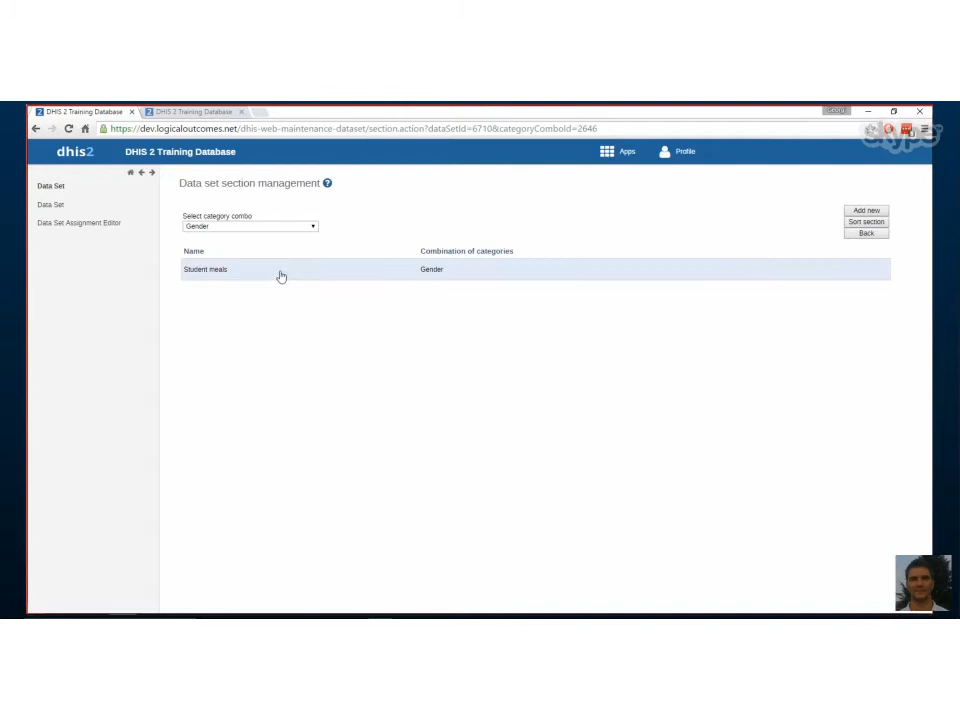 DHIS 2 Training Database
DHIS 2 Training Database
https://dev.logicaloutcomes.net/dhis-web-maintenance-dataset/section.action?dataSetId=6710&categoryComboId=2646
skype
dhis2 DHIS 2 Training Database Apps Profile
Data Set
Data Set
Data Set Assignment Editor
Data set section management
Select category combo
Gender
Add new
Sort section
Back
Name Combination of categories
Student meals Gender